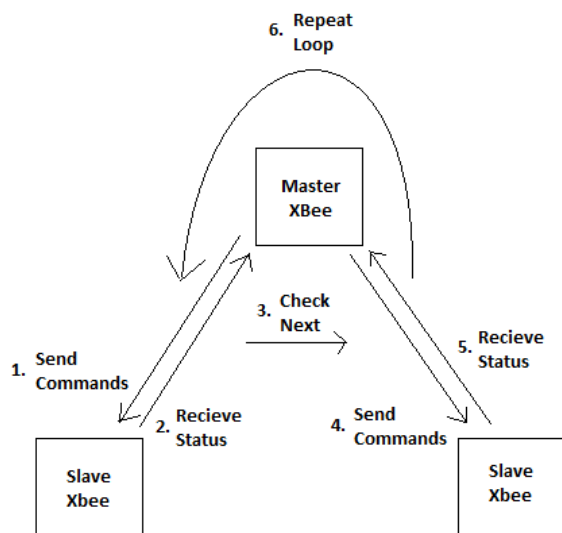 6. Repeat
Loop
Master
XBee
3. Check
Next
1. Send
Commands
2. Recieve
Status
5. Recieve
Status
4. Send
Commands
Slave
Xbee
Slave
Xbee